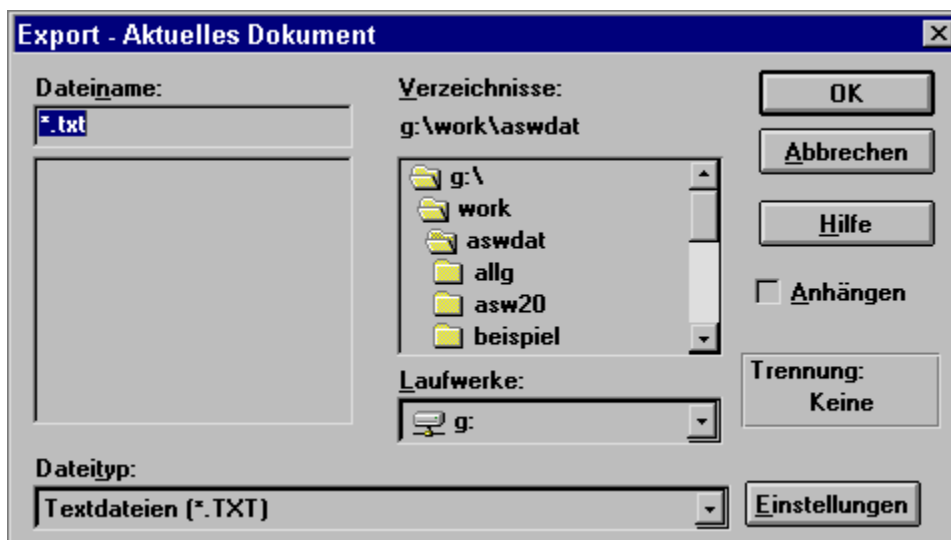 Export - Aktuelles Dokument
Dateiname:
*.txt
Verzeichnisse:
g:\work\aswdat
g:\
work
aswdat
allg
asw20
beispiel
Laufwerke:
g:
Dateityp:
Textdateien (*.TXT)
OK
Abbrechen
Hilfe
Anhängen
Trennung:
Keine
Einstellungen